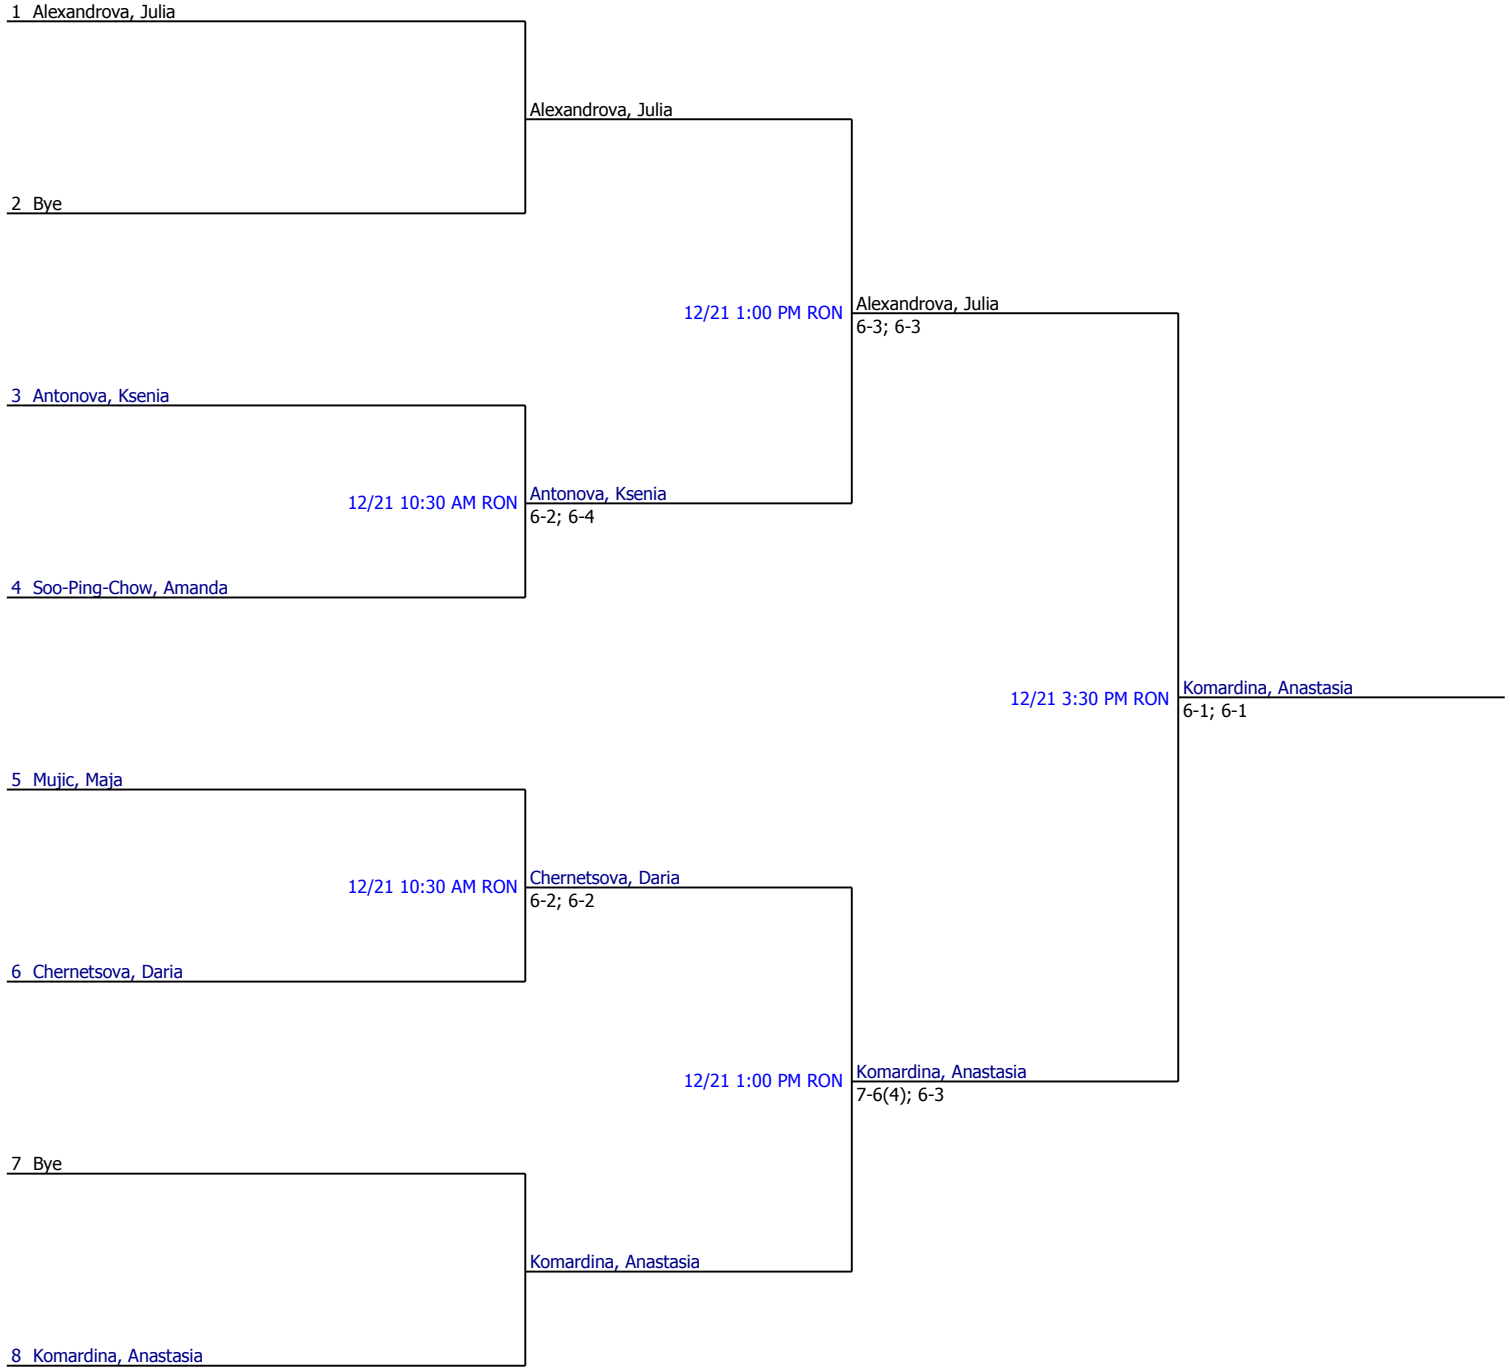 1 Alexandrova, Julia
Alexandrova, Julia
2 Bye
12/21 1:00 PM RON
Alexandrova, Julia
6-3; 6-3
3 Antonova, Ksenia
12/21 10:30 AM RON
Antonova, Ksenia
6-2; 6-4
4 Soo-Ping-Chow, Amanda
12/21 3:30 PM RON
Komardina, Anastasia
6-1; 6-1
5 Mujic, Maja
12/21 10:30 AM RON
Chernetsova, Daria
6-2; 6-2
6 Chernetsova, Daria
12/21 1:00 PM RON
Komardina, Anastasia
7-6(4); 6-3
7 Bye
Komardina, Anastasia
8 Komardina, Anastasia